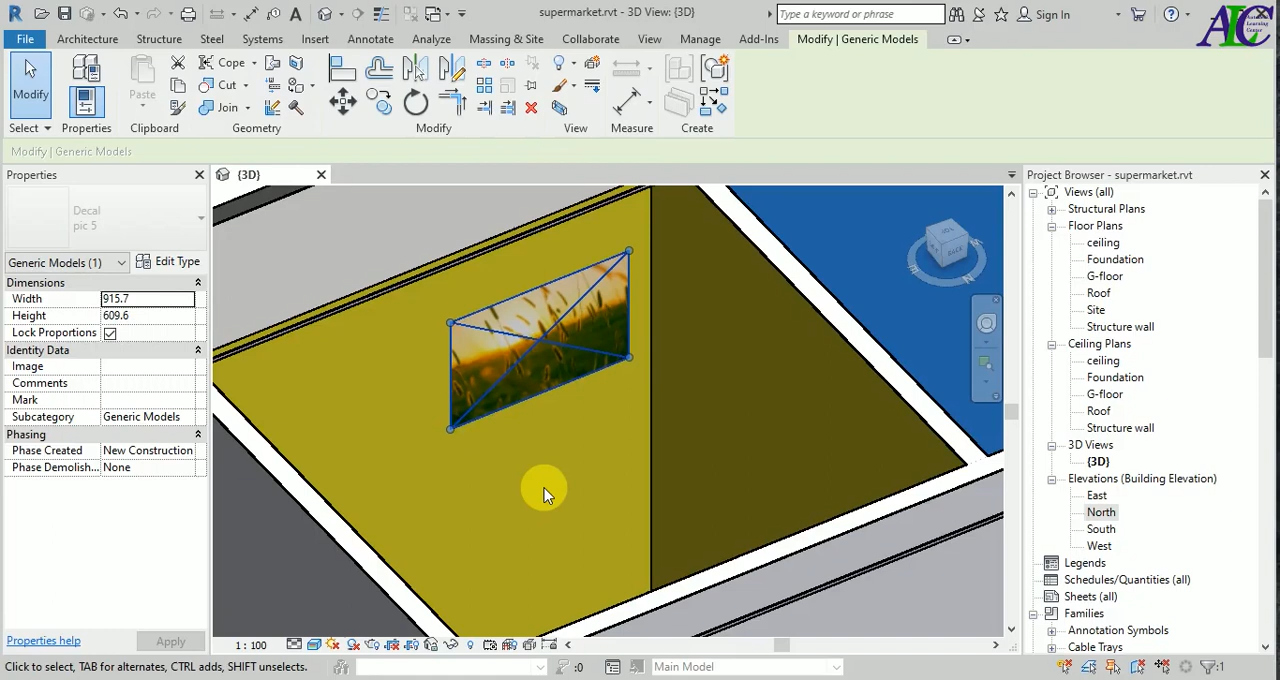 supermarket.rvt - 3D View: {3D}
Type a keyword or phrase
Sign In
ALC
File Architecture Structure Steel Systems Insert Annotate Analyze Massing & Site Collaborate View Manage Add-Ins Modify | Generic Models
Modify
Select
Properties
Paste
Clipboard
Cope
Cut
Join
Geometry
Modify
View
Measure
Create
Modify | Generic Models
Properties
Decal
pic 5
Generic Models (1)
Edit Type
Dimensions
Width 915.7
Height 609.6
Lock Proportions
Identity Data
Image
Comments
Mark
Subcategory Generic Models
Phasing
Phase Created New Construction
Phase Demolish... None
Properties help
Apply
{3D}
1 : 100
Project Browser - supermarket.rvt
Views (all)
Structural Plans
Floor Plans
ceiling
Foundation
G-floor
Roof
Site
Structure wall
Ceiling Plans
ceiling
Foundation
G-floor
Roof
Structure wall
3D Views
{3D}
Elevations (Building Elevation)
East
North
South
West
Legends
Schedules/Quantities (all)
Sheets (all)
Families
Annotation Symbols
Cable Trays
Click to select, TAB for alternates, CTRL adds, SHIFT unselects.
:0
Main Model
:1